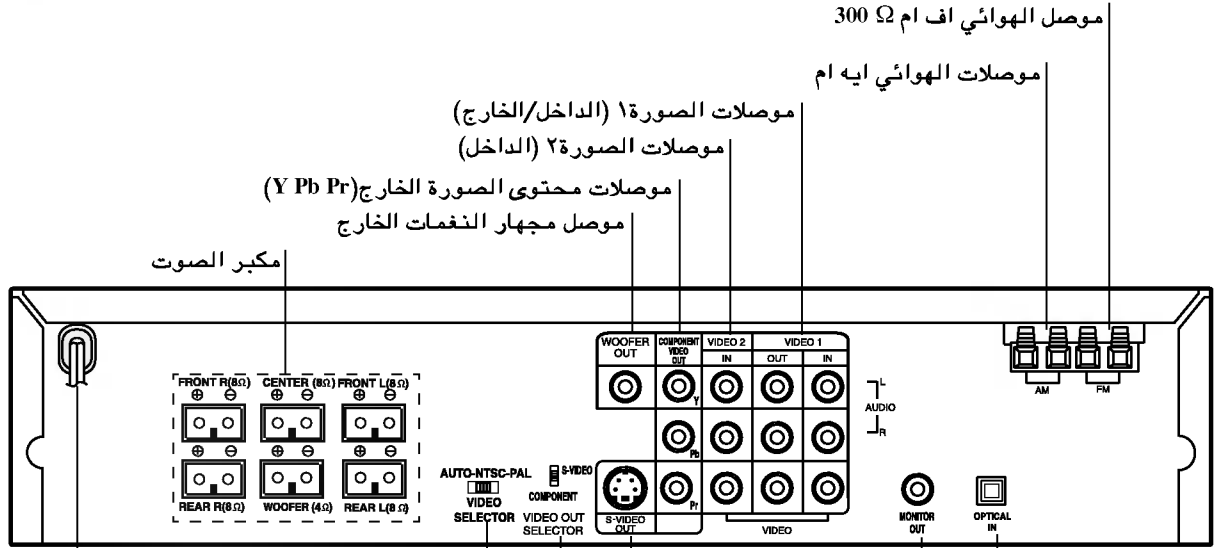 موصل الهوائي اف ام 300 Ω
موصلات الهوائي ايه ام
موصلات الصورة١ (الداخل/الخارج)
موصلات الصورة٢ (الداخل)
موصلات محتوى الصورة الخارج(Y Pb Pr)
موصل مجهار النغمات الخارج
مكبر الصوت
WOOFER OUT
COMPONENT VIDEO OUT
VIDEO 2
VIDEO 1
IN
OUT
IN
Y
Pb
Pr
L
AUDIO
R
AM
FM
FRONT R(8Ω)
CENTER (8Ω)
FRONT L(8Ω)
REAR R(8Ω)
WOOFER (4Ω)
REAR L(8Ω)
AUTO-NTSC-PAL
VIDEO
SELECTOR
S-VIDEO
COMPONENT
VIDEO OUT
SELECTOR
S-VIDEO
OUT
VIDEO
MONITOR
OUT
OPTICAL
IN